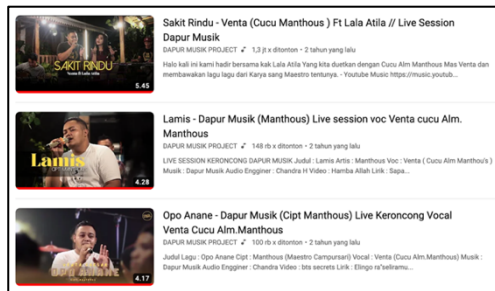 Sakit Rindu - Venta (Cucu Manthous ) Ft Lala Atila // Live Session
Dapur Musik
DAPUR MUSIK PROJECT 1,3 jt x ditonton • 2 tahun yang lalu
Halo kali ini kami hadir bersama kak Lala Atila Yang kita duetkan dengan Cucu Alm Manthous Mas Venta dan
membawakan lagu lagu dari Karya sang Maestro tentunya. - Youtube Music https://music.youtub...
SAKIT RINDU
5.45
Lamis - Dapur Musik (Manthous) Live session voc Venta cucu Alm.
Manthous
DAPUR MUSIK PROJECT 148 rb x ditonton • 2 tahun yang lalu
LIVE SESSION KERONCONG DAPUR MUSIK Judul : Lamis Artis : Manthous Voc : Venta ( Cucu Alm Manthou's )
Musik : Dapur Musik Audio Engginer : Chandra H Video : Hamba Allah Lirik : Sapa...
Lamis
4.28
Opo Anane - Dapur Musik (Cipt Manthous) Live Keroncong Vocal
Venta Cucu Alm.Manthous
DAPUR MUSIK PROJECT 100 rb x ditonton • 2 tahun yang lalu
Judul Lagu : Opo Anane Cipt : Manthous (Maestro Campursari) Vocal : Venta (Cucu Alm.Manthous) Musik :
Dapur Musik Audio Engginer : Chandra Video : bts secrets Lirik : Elingo ra'seliramu...
OPO ANANE
4.17